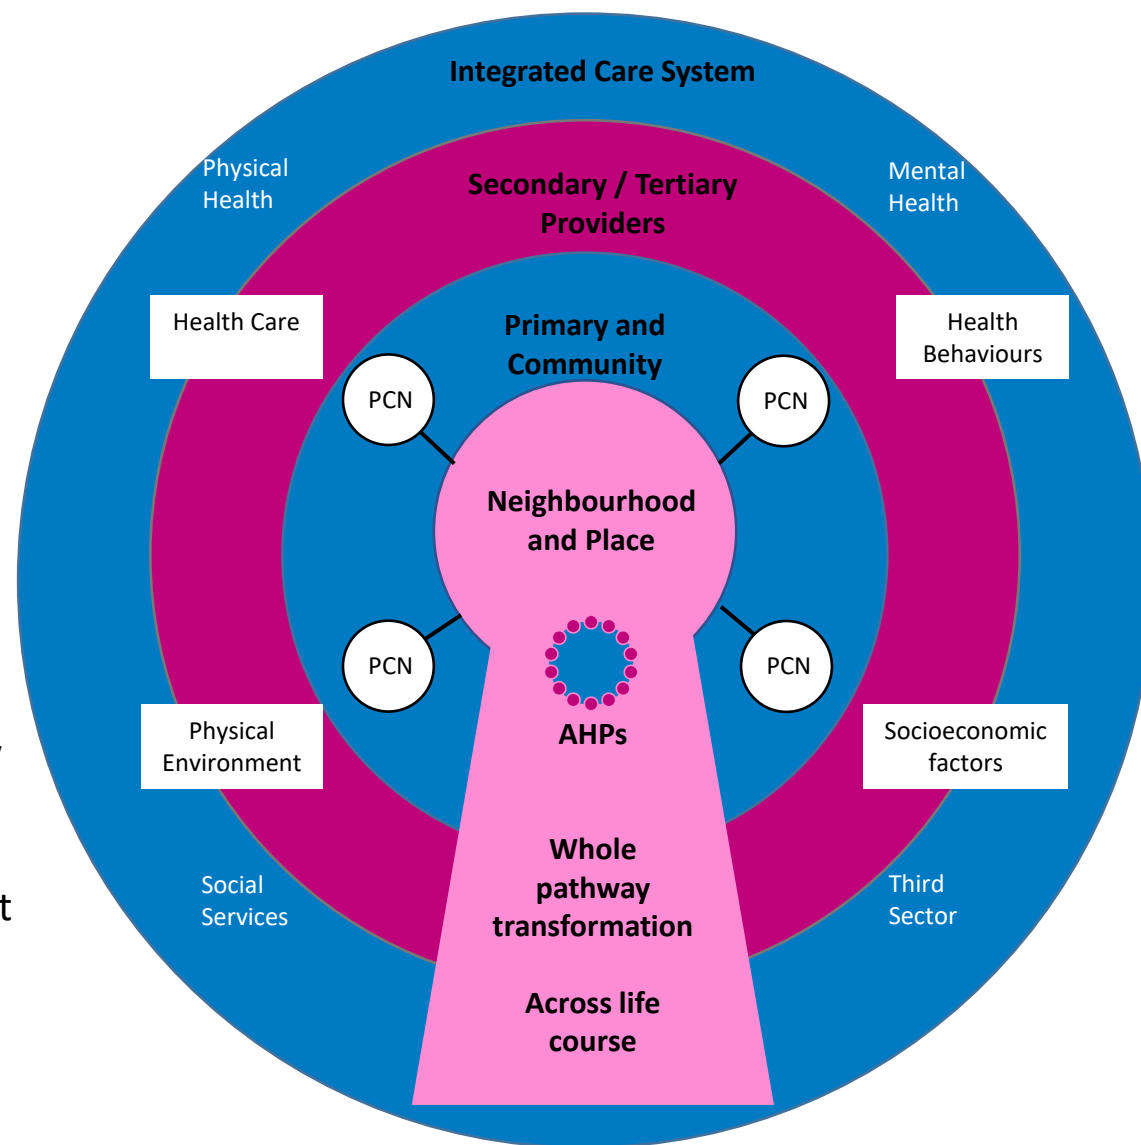 Integrated Care System
Physical
Health
Mental
Health
Secondary / Tertiary
Providers
Health Care
Health
Behaviours
Primary and
Community
PCN
PCN
Neighbourhood
and Place
PCN
PCN
AHPs
Physical
Environment
Socioeconomic
factors
Whole
pathway
transformation
Social
Services
Third
Sector
Across life
course